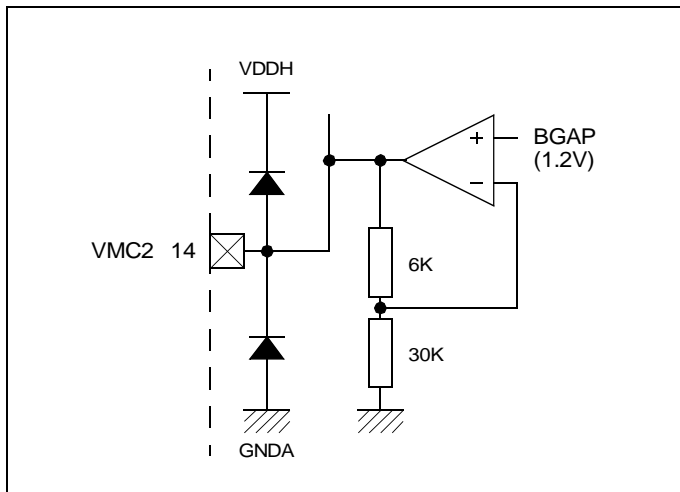 VDDH
+
BGAP
(1.2V)
−
VMC2 14
6K
30K
GNDA